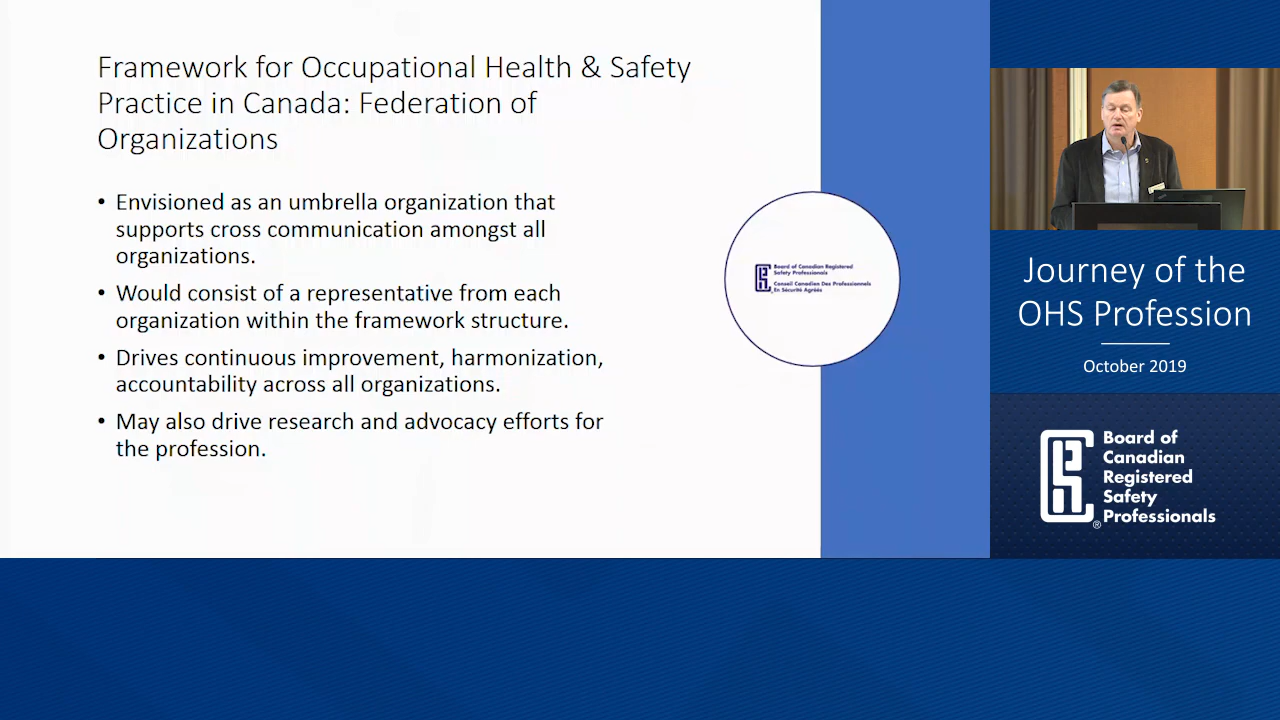 Framework for Occupational Health & Safety
Practice in Canada: Federation of
Organizations
• Envisioned as an umbrella organization that
supports cross communication amongst all
organizations.
• Would consist of a representative from each
organization within the framework structure.
• Drives continuous improvement, harmonization,
accountability across all organizations.
• May also drive research and advocacy efforts for
the profession.
Board of Canadian Registered
Safety Professionals
Conseil Canadien Des Professionnels
En Sécurité Agréés
Journey of the
OHS Profession
October 2019
Board of
Canadian
Registered
Safety
Professionals
®